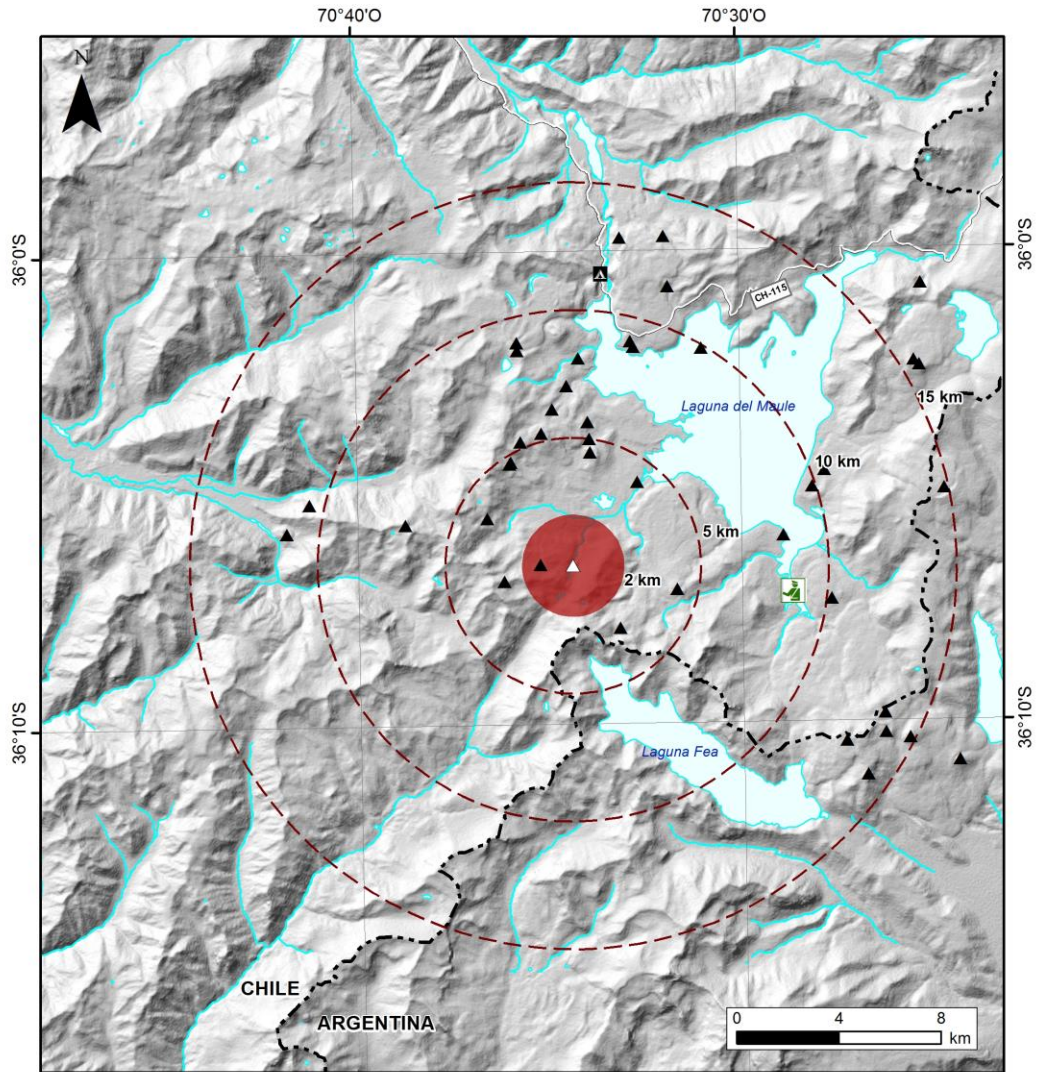 70°40'O
70°30'O
N
36°0'S
36°0'S
CH-115
Laguna del Maule
15 km
10 km
5 km
2 km
36°10'S
36°10'S
Laguna Fea
CHILE
ARGENTINA
0 4 8
km